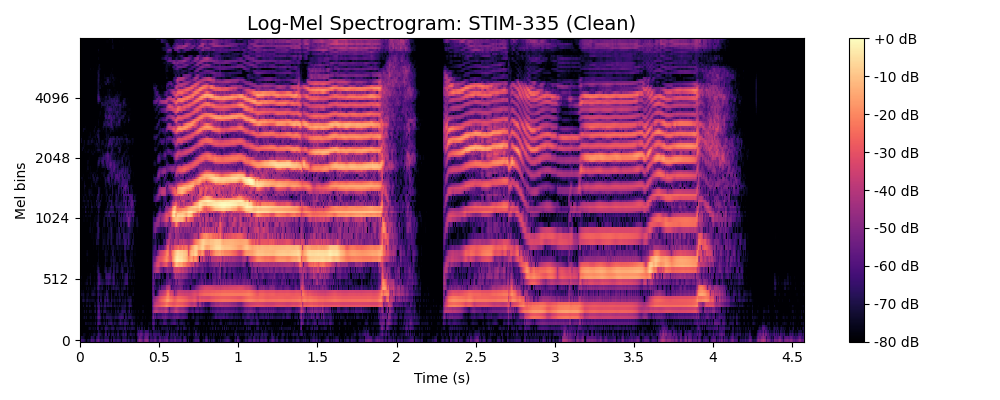 Log-Mel Spectrogram: STIM-335 (Clean)
Mel bins
4096
2048
1024
512
0
0
0.5
1
1.5
2
2.5
3
3.5
4
4.5
Time (s)
+0 dB
-10 dB
-20 dB
-30 dB
-40 dB
-50 dB
-60 dB
-70 dB
-80 dB